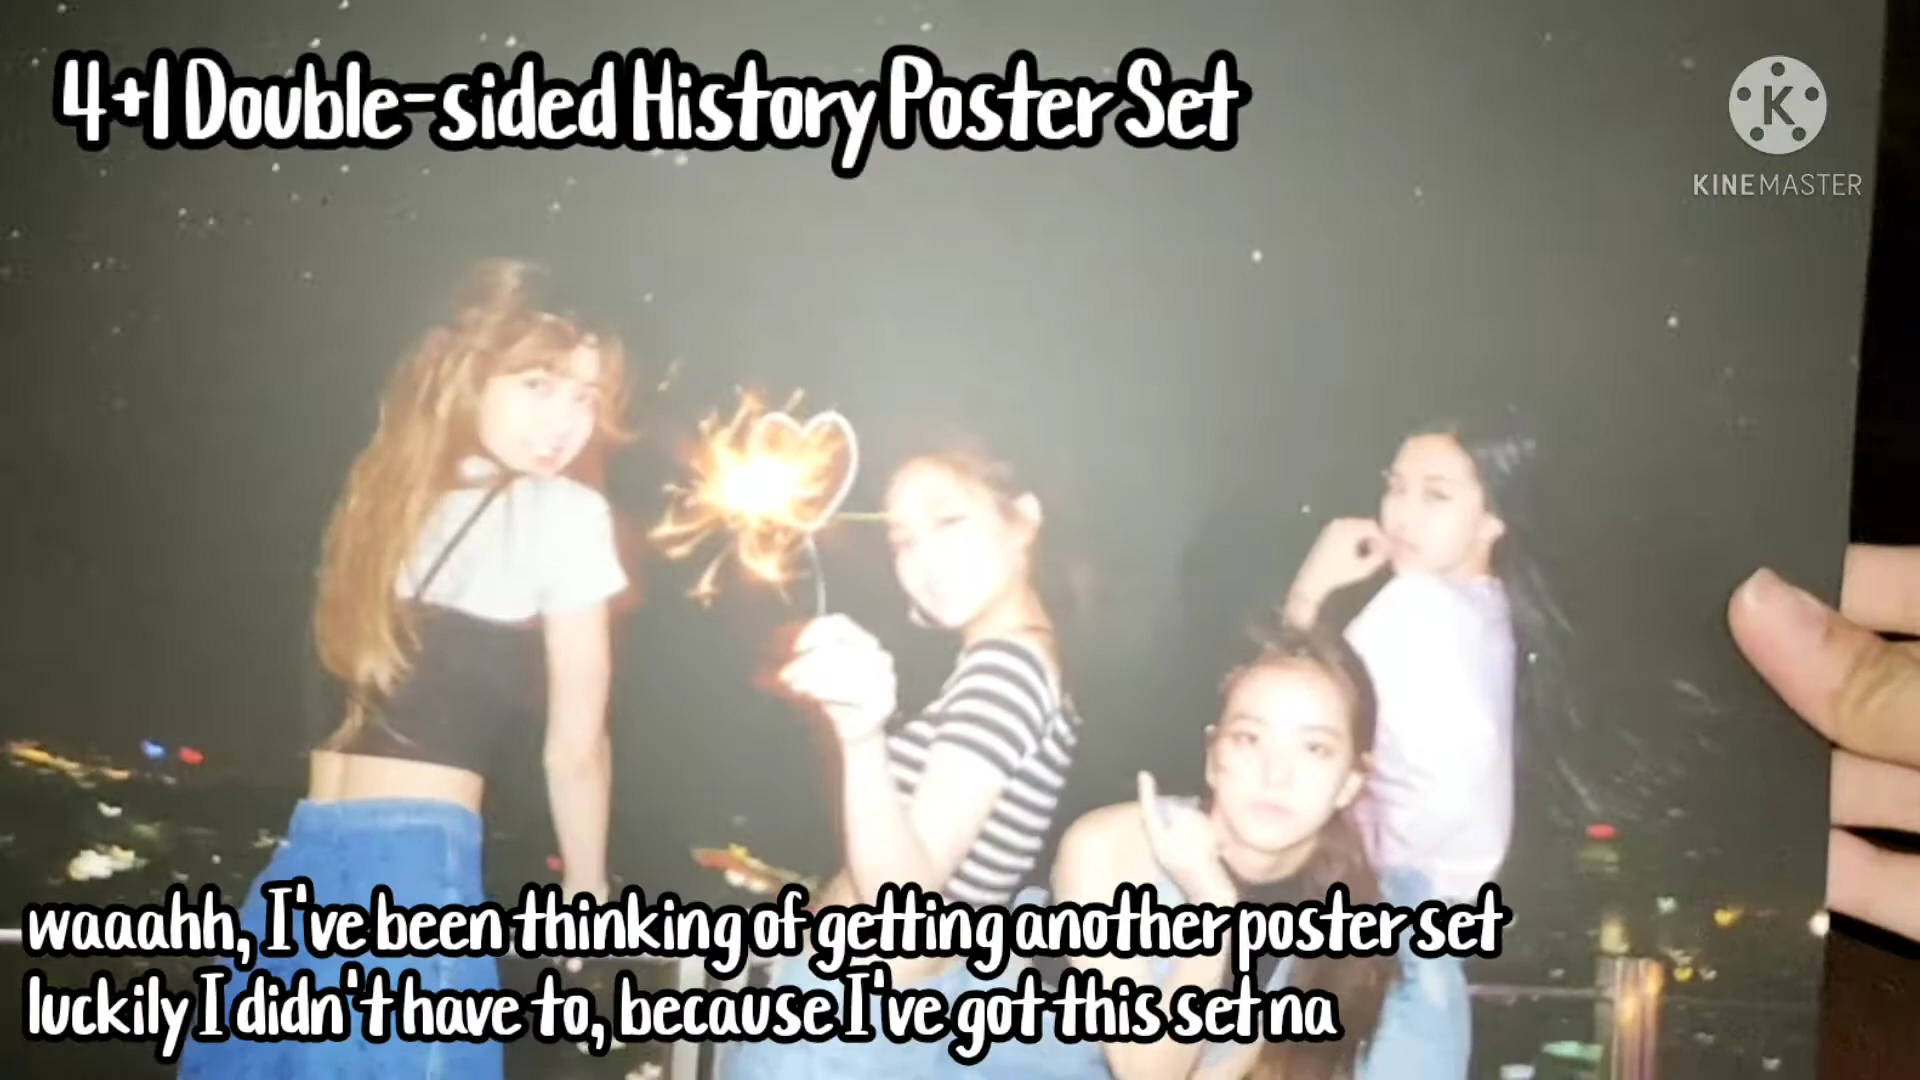 4+1 Double-sided History Poster Set
KINEMASTER
waaahh, I've been thinking of getting another poster set
luckily I didn't have to, because I've got this set na